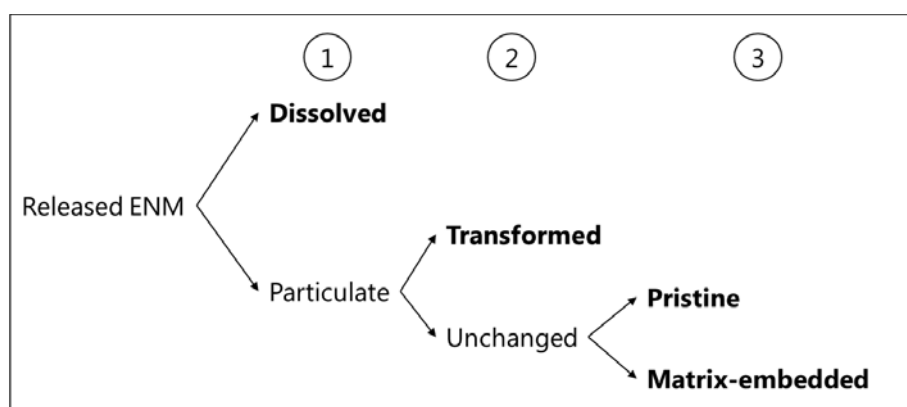 1 2 3
Dissolved
Released ENM
Transformed
Particulate
Pristine
Unchanged
Matrix-embedded